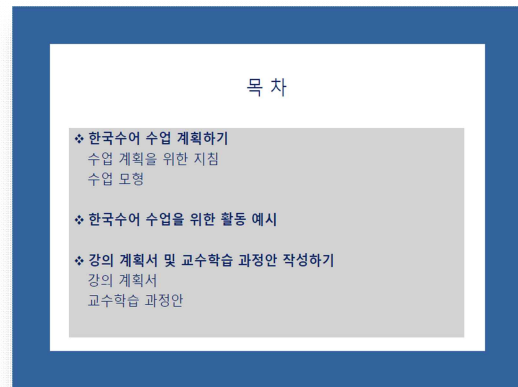 목 차
❖ 한국수어 수업 계획하기
수업 계획을 위한 지침
수업 모형
❖ 한국수어 수업을 위한 활동 예시
❖ 강의 계획서 및 교수학습 과정안 작성하기
강의 계획서
교수학습 과정안